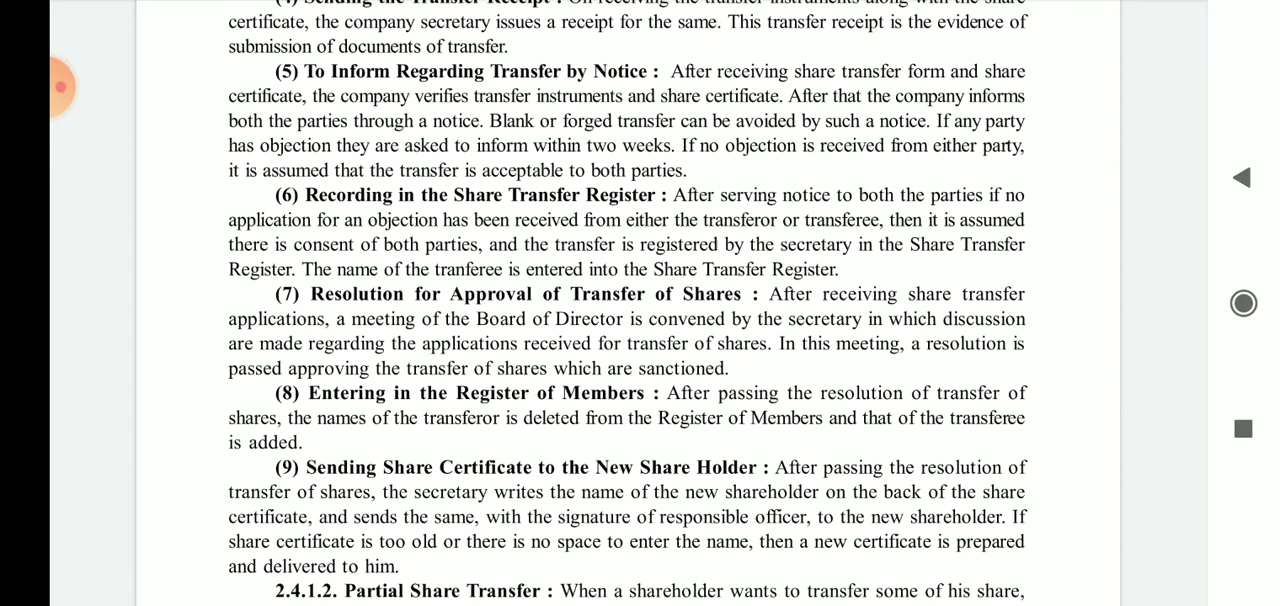 (4) Sending the Transfer Receipt : On receiving the transfer instruments along with the share
certificate, the company secretary issues a receipt for the same. This transfer receipt is the evidence of
submission of documents of transfer.
(5) To Inform Regarding Transfer by Notice : After receiving share transfer form and share
certificate, the company verifies transfer instruments and share certificate. After that the company informs
both the parties through a notice. Blank or forged transfer can be avoided by such a notice. If any party
has objection they are asked to inform within two weeks. If no objection is received from either party,
it is assumed that the transfer is acceptable to both parties.
(6) Recording in the Share Transfer Register : After serving notice to both the parties if no
application for an objection has been received from either the transferor or transferee, then it is assumed
there is consent of both parties, and the transfer is registered by the secretary in the Share Transfer
Register. The name of the tranferee is entered into the Share Transfer Register.
(7) Resolution for Approval of Transfer of Shares : After receiving share transfer
applications, a meeting of the Board of Director is convened by the secretary in which discussion
are made regarding the applications received for transfer of shares. In this meeting, a resolution is
passed approving the transfer of shares which are sanctioned.
(8) Entering in the Register of Members : After passing the resolution of transfer of
shares, the names of the transferor is deleted from the Register of Members and that of the transferee
is added.
(9) Sending Share Certificate to the New Share Holder : After passing the resolution of
transfer of shares, the secretary writes the name of the new shareholder on the back of the share
certificate, and sends the same, with the signature of responsible officer, to the new shareholder. If
share certificate is too old or there is no space to enter the name, then a new certificate is prepared
and delivered to him.
2.4.1.2. Partial Share Transfer : When a shareholder wants to transfer some of his share,